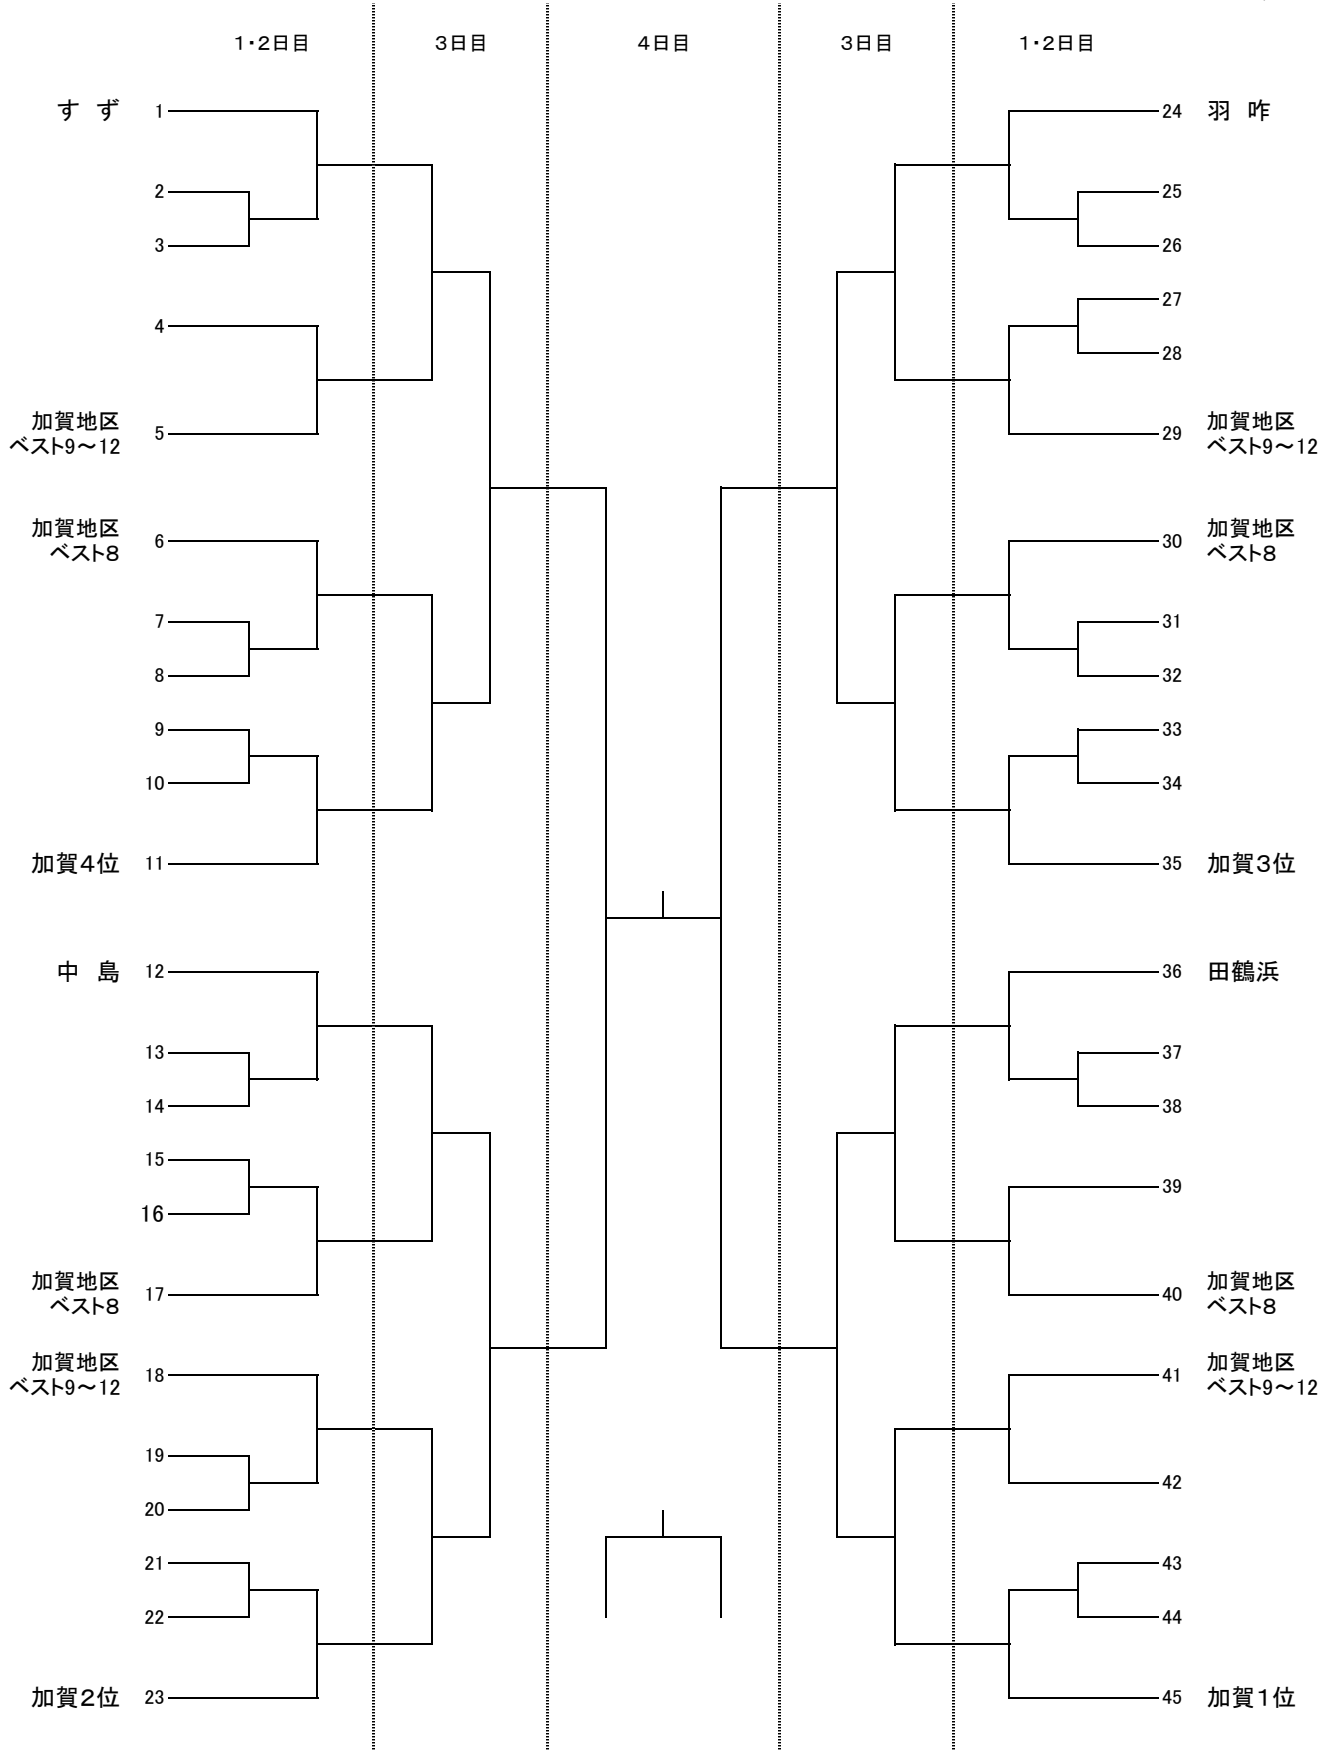 1・2日目 3日目 4日目 3日目 1・2日目
すず 1
2
3
4
加賀地区
ベスト9～12 5
加賀地区
ベスト8 6
7
8
9
10
加賀4位 11
中島 12
13
14
15
16
加賀地区
ベスト8 17
加賀地区
ベスト9～12 18
19
20
21
22
加賀2位 23
24 羽咋
25
26
27
28
29 加賀地区
ベスト9～12
30 加賀地区
ベスト8
31
32
33
34
35 加賀3位
36 田鶴浜
37
38
39
40 加賀地区
ベスト8
41 加賀地区
ベスト9～12
42
43
44
45 加賀1位